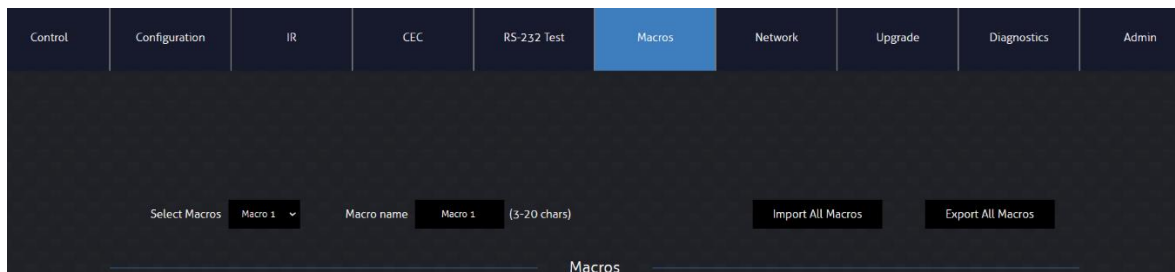 Control Configuration IR CEC RS-232 Test Macros Network Upgrade Diagnostics Admin
Select Macros Macro 1 Macro name Macro 1 (3-20 chars) Import All Macros Export All Macros
Macros